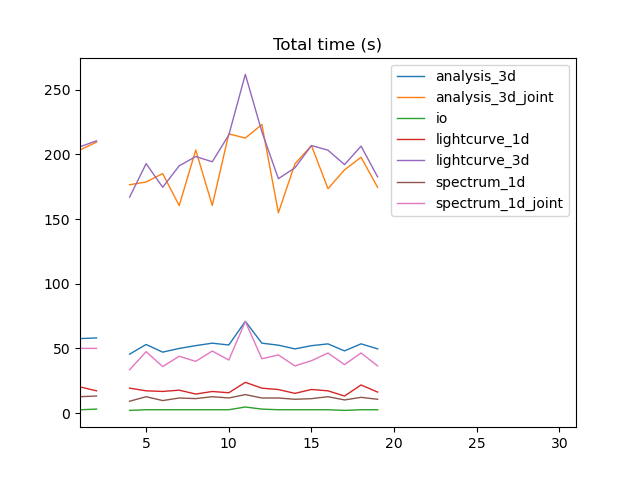 Total time (s)
250
200
150
100
50
0
5
10
15
20
25
30
analysis_3d
analysis_3d_joint
io
lightcurve_1d
lightcurve_3d
spectrum_1d
spectrum_1d_joint